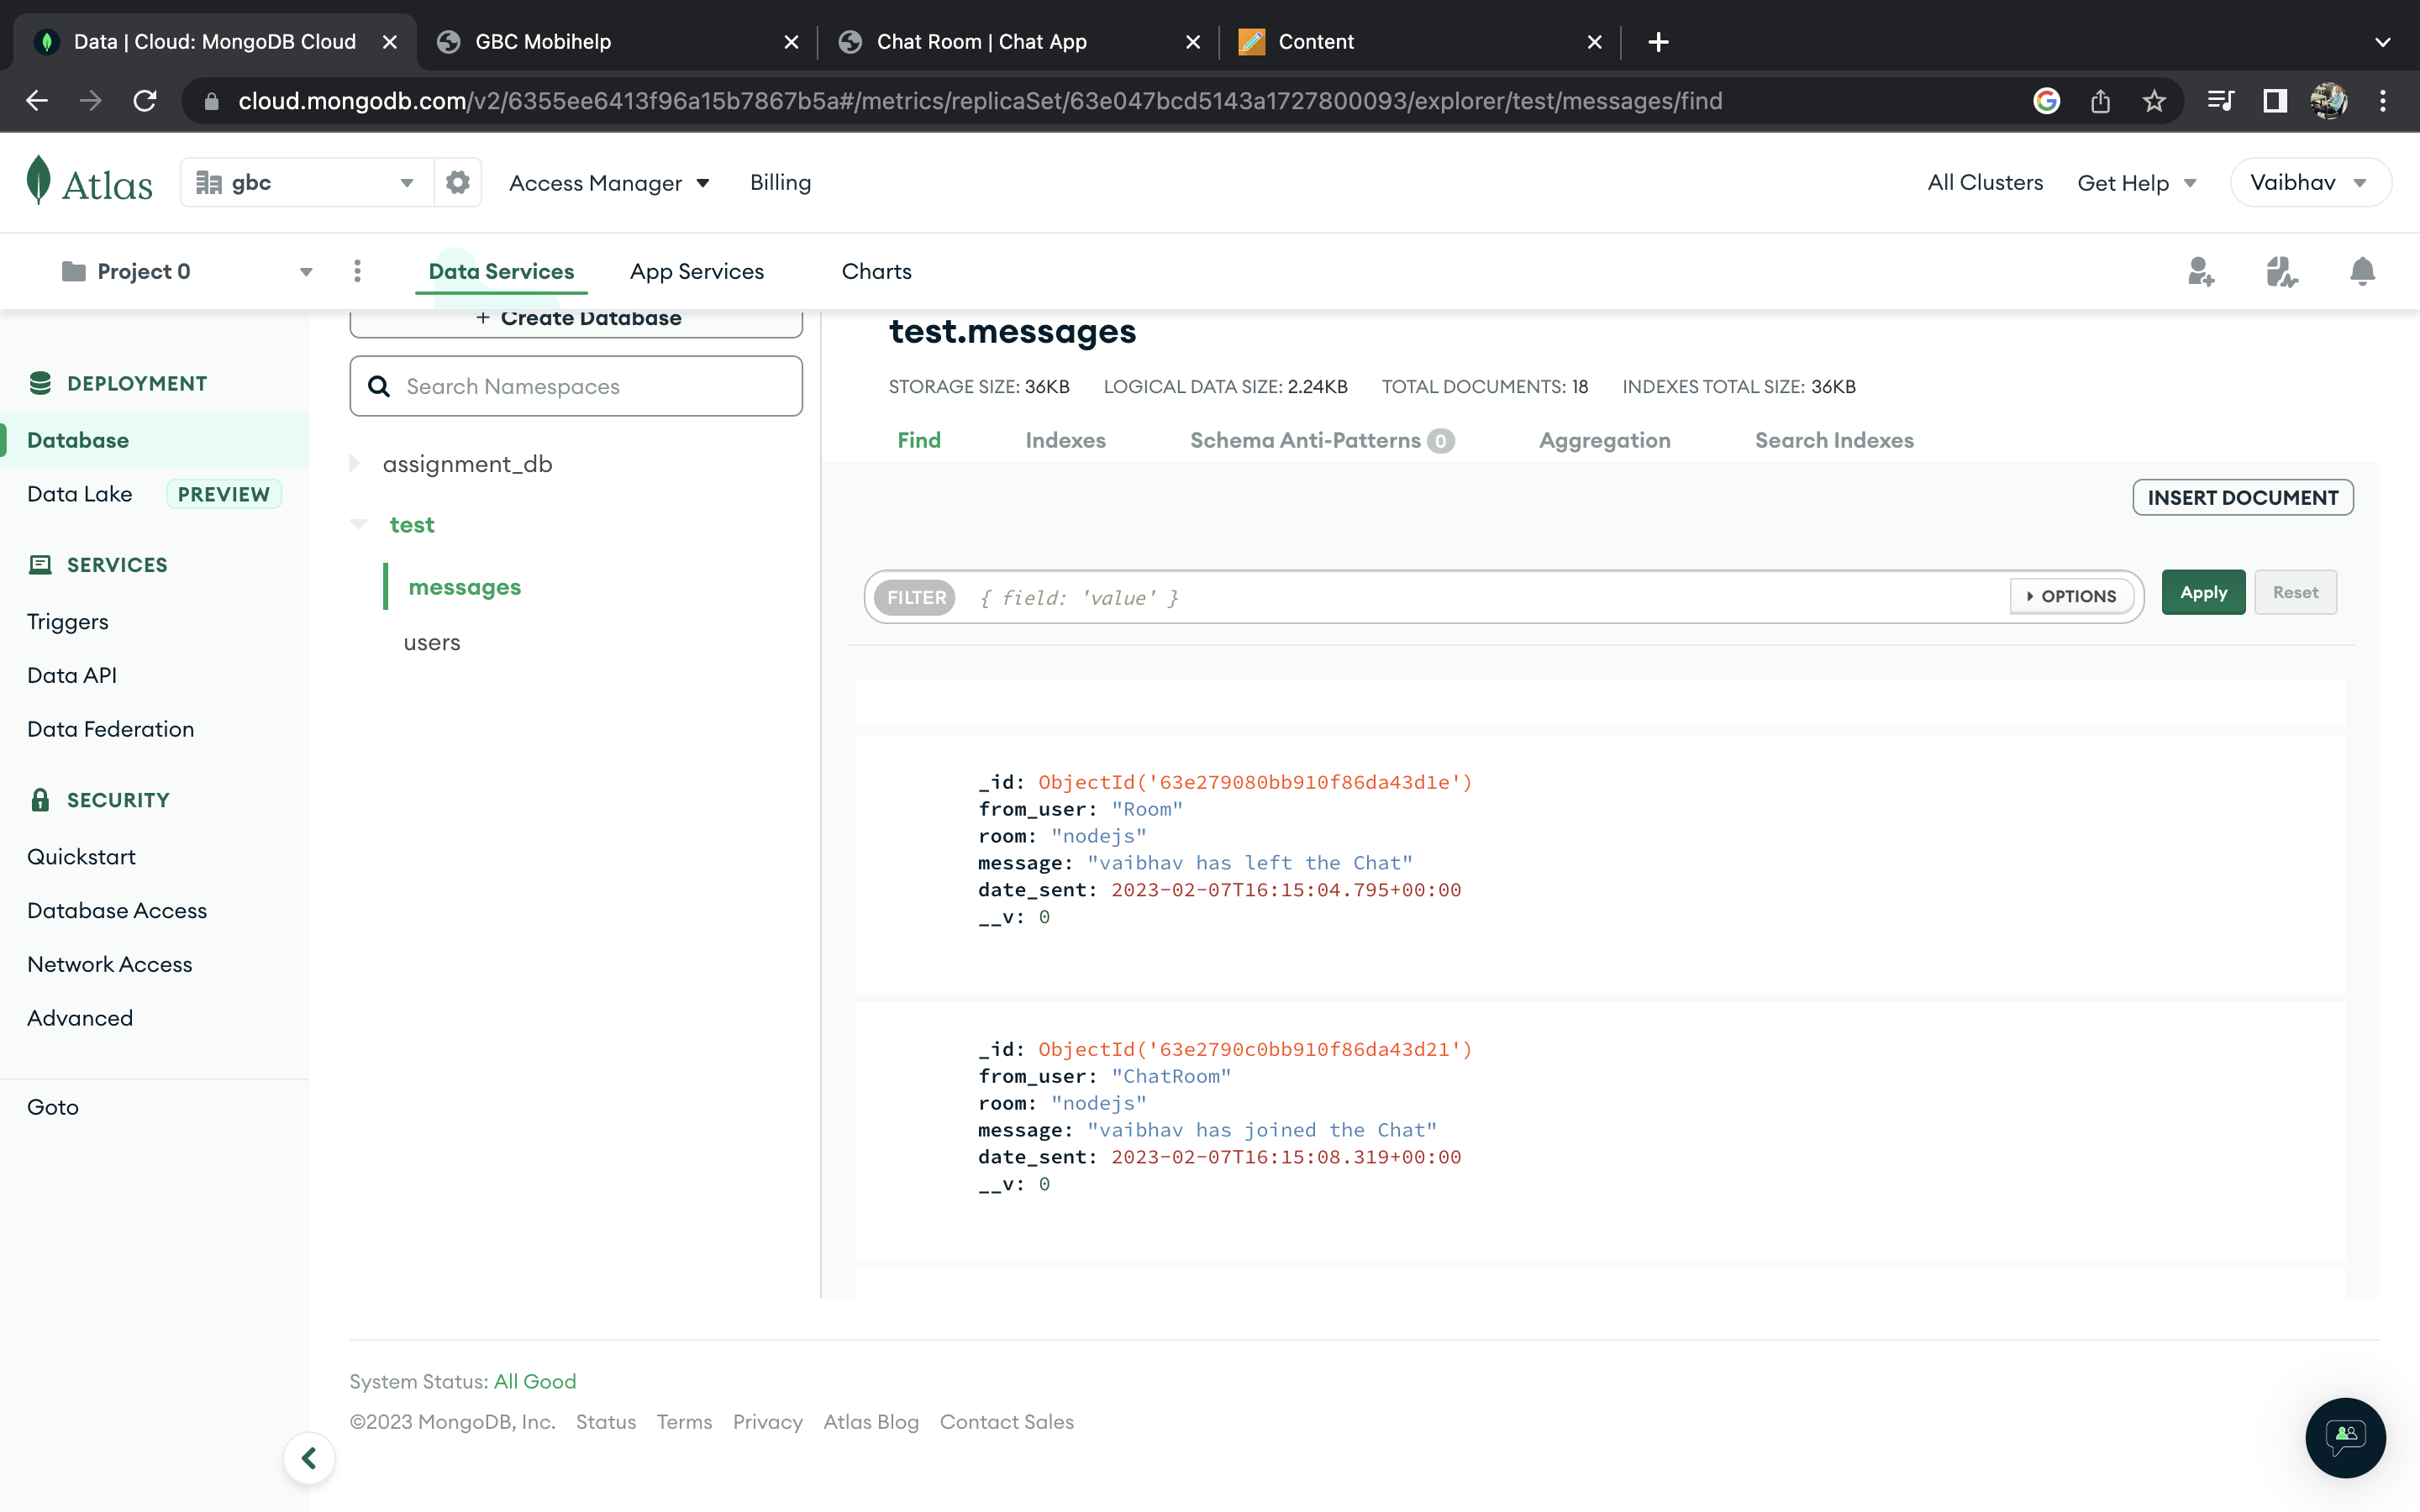 Data | Cloud: MongoDB Cloud
GBC Mobihelp
Chat Room | Chat App
Content
cloud.mongodb.com/v2/6355ee6413f96a15b7867b5a#/metrics/replicaSet/63e047bcd5143a1727800093/explorer/test/messages/find
Atlas
gbc
Access Manager
Billing
All Clusters
Get Help
Vaibhav
Project 0
Data Services
App Services
Charts
DEPLOYMENT
Database
Data Lake PREVIEW
SERVICES
Triggers
Data API
Data Federation
SECURITY
Quickstart
Database Access
Network Access
Advanced
Goto
+ Create Database
Search Namespaces
assignment_db
test
messages
users
test.messages
STORAGE SIZE: 36KB LOGICAL DATA SIZE: 2.24KB TOTAL DOCUMENTS: 18 INDEXES TOTAL SIZE: 36KB
Find Indexes Schema Anti-Patterns 0 Aggregation Search Indexes
INSERT DOCUMENT
FILTER { field: 'value' } OPTIONS Apply Reset
_id: ObjectId('63e279080bb910f86da43d1e')
from_user: "Room"
room: "nodejs"
message: "vaibhav has left the Chat"
date_sent: 2023-02-07T16:15:04.795+00:00
__v: 0
_id: ObjectId('63e2790c0bb910f86da43d21')
from_user: "ChatRoom"
room: "nodejs"
message: "vaibhav has joined the Chat"
date_sent: 2023-02-07T16:15:08.319+00:00
__v: 0
System Status: All Good
©2023 MongoDB, Inc. Status Terms Privacy Atlas Blog Contact Sales